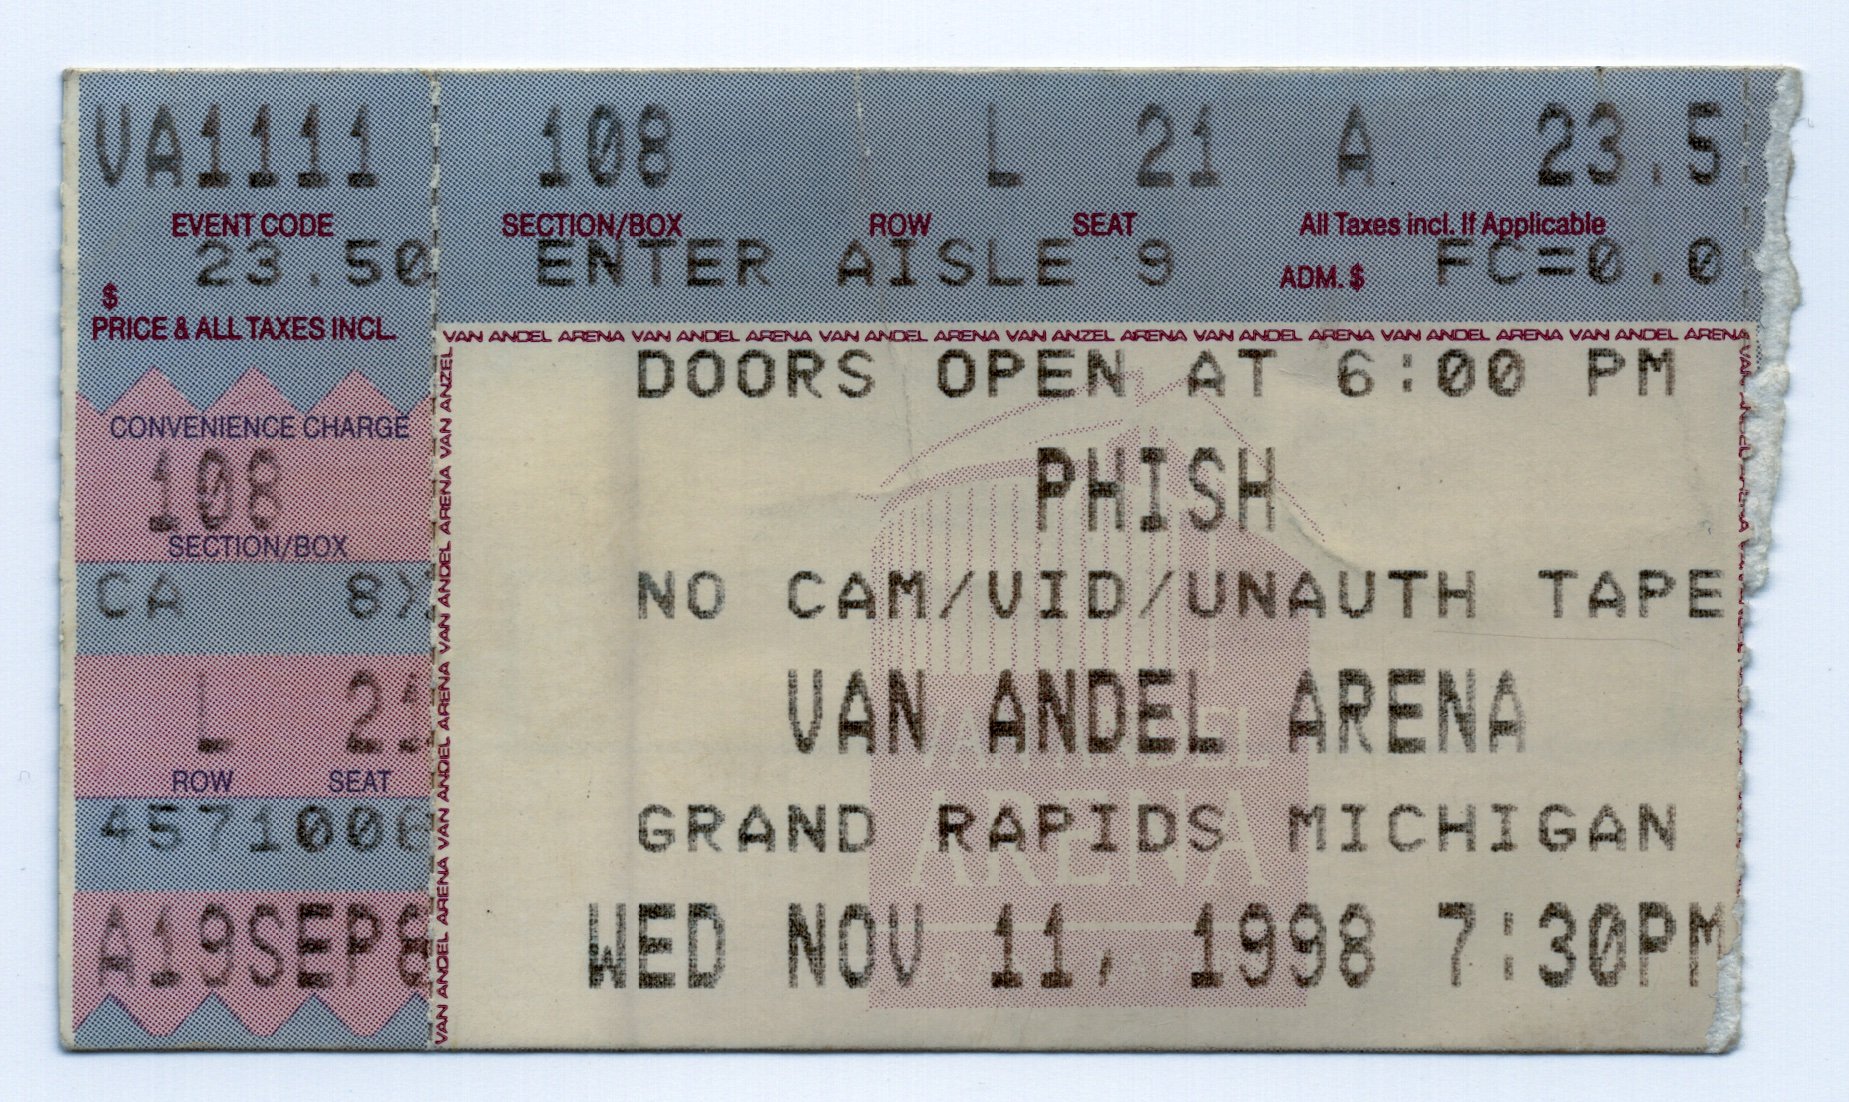 VA1111 108 L 21 A 23.5
EVENT CODE SECTION/BOX ROW SEAT All Taxes incl. If Applicable
23.50 ENTER AISLE 9 ADM. $ FC=0.0
$
PRICE & ALL TAXES INCL.
VAN ANDEL ARENA VAN ANDEL ARENA VAN ANDEL ARENA VAN ANZEL ARENA VAN ANDEL ARENA VAN ANDEL ARENA VAN ANDEL ARENA
CONVENIENCE CHARGE
108
SECTION/BOX
CA 8X
L 21
ROW SEAT
4571006
A19SEP8
VAN ANDEL ARENA VAN ANDEL ARENA VAN ANDEL ARENA VAN ANDEL ARENA VAN ANDEL ARENA VAN ANZEL
DOORS OPEN AT 6:00 PM
PHISH
NO CAM/VID/UNAUTH TAPE
VAN ANDEL ARENA
GRAND RAPIDS MICHIGAN
WED NOV 11, 1998 7:30PM
VAN ANDEL
ARENA